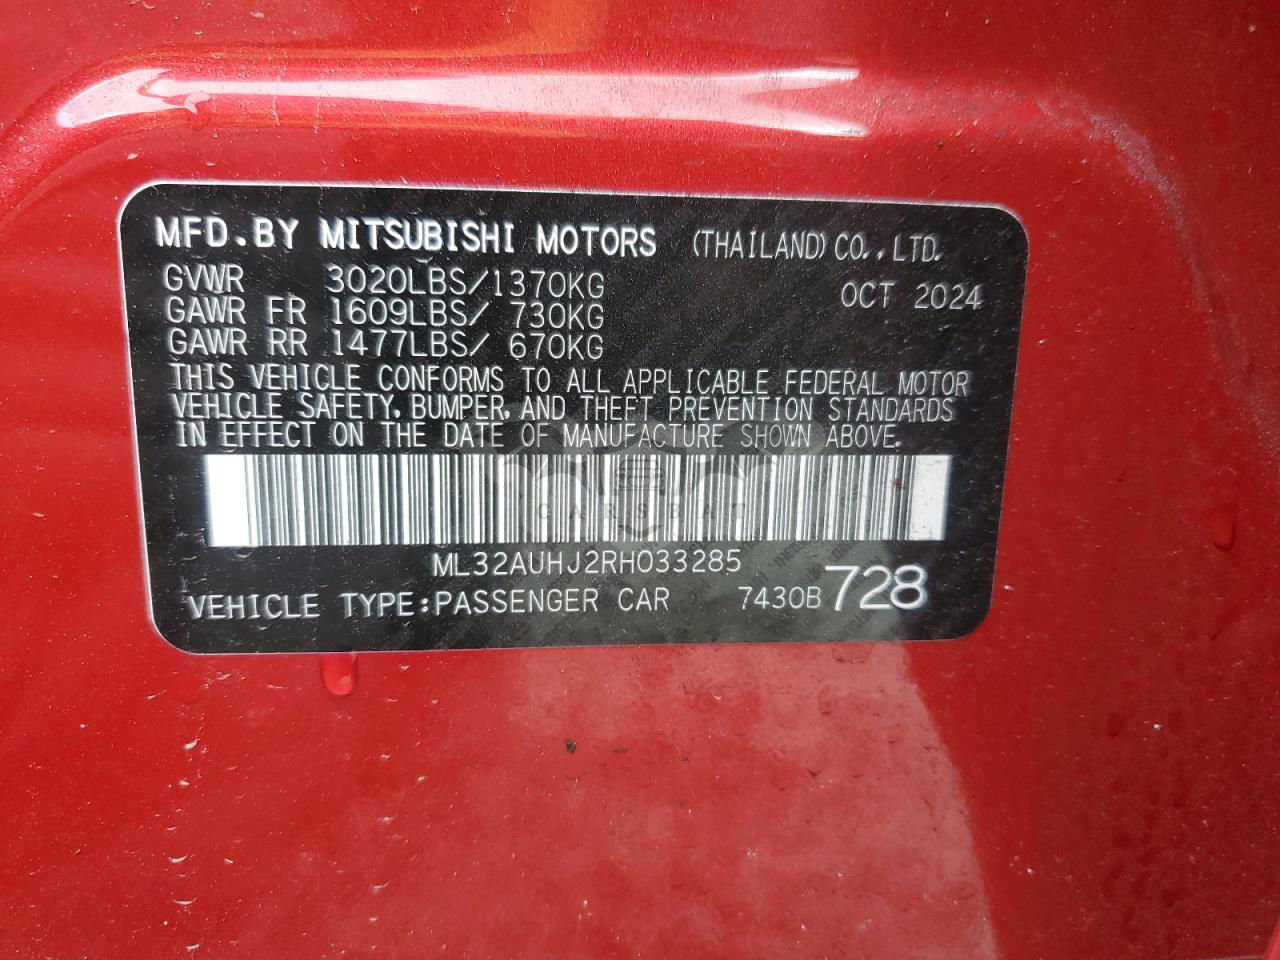 MFD.BY MITSUBISHI MOTORS (THAILAND) CO., LTD.
GVWR 3020LBS/1370KG OCT 2024
GAWR FR 1609LBS/ 730KG
GAWR RR 1477LBS/ 670KG
THIS VEHICLE CONFORMS TO ALL APPLICABLE FEDERAL MOTOR
VEHICLE SAFETY, BUMPER, AND THEFT PREVENTION STANDARDS
IN EFFECT ON THE DATE OF MANUFACTURE SHOWN ABOVE.
CARSBAT
ML32AUHJ2RH033285
VEHICLE TYPE:PASSENGER CAR 7430B 728